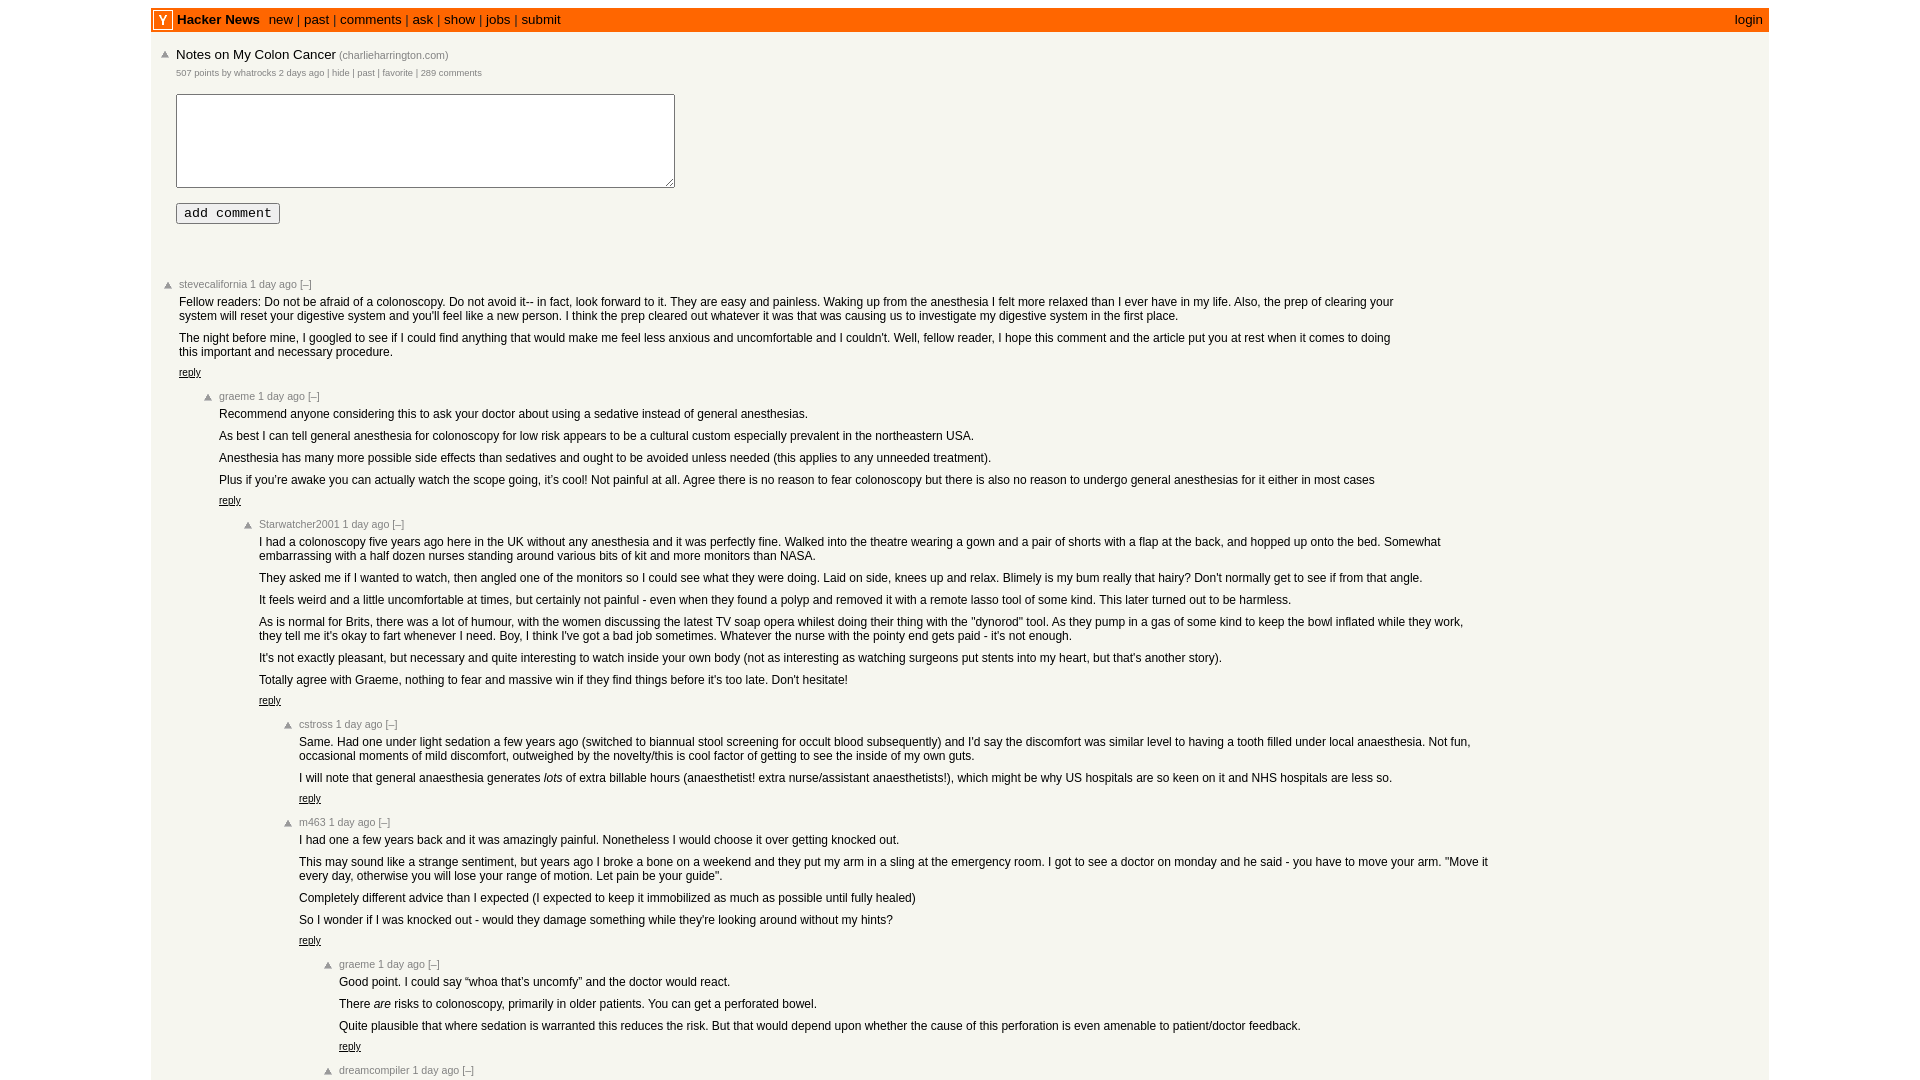 Y Hacker News new | past | comments | ask | show | jobs | submit login
Notes on My Colon Cancer (charlieharrington.com)
507 points by whatrocks 2 days ago | hide | past | favorite | 289 comments
add comment
stevecalifornia 1 day ago [–]
Fellow readers: Do not be afraid of a colonoscopy. Do not avoid it-- in fact, look forward to it. They are easy and painless. Waking up from the anesthesia I felt more relaxed than I ever have in my life. Also, the prep of clearing your
system will reset your digestive system and you'll feel like a new person. I think the prep cleared out whatever it was that was causing us to investigate my digestive system in the first place.
The night before mine, I googled to see if I could find anything that would make me feel less anxious and uncomfortable and I couldn't. Well, fellow reader, I hope this comment and the article put you at rest when it comes to doing
this important and necessary procedure.
reply
graeme 1 day ago [–]
Recommend anyone considering this to ask your doctor about using a sedative instead of general anesthesias.
As best I can tell general anesthesia for colonoscopy for low risk appears to be a cultural custom especially prevalent in the northeastern USA.
Anesthesia has many more possible side effects than sedatives and ought to be avoided unless needed (this applies to any unneeded treatment).
Plus if you’re awake you can actually watch the scope going, it’s cool! Not painful at all. Agree there is no reason to fear colonoscopy but there is also no reason to undergo general anesthesias for it either in most cases
reply
Starwatcher2001 1 day ago [–]
I had a colonoscopy five years ago here in the UK without any anesthesia and it was perfectly fine. Walked into the theatre wearing a gown and a pair of shorts with a flap at the back, and hopped up onto the bed. Somewhat
embarrassing with a half dozen nurses standing around various bits of kit and more monitors than NASA.
They asked me if I wanted to watch, then angled one of the monitors so I could see what they were doing. Laid on side, knees up and relax. Blimely is my bum really that hairy? Don't normally get to see if from that angle.
It feels weird and a little uncomfortable at times, but certainly not painful - even when they found a polyp and removed it with a remote lasso tool of some kind. This later turned out to be harmless.
As is normal for Brits, there was a lot of humour, with the women discussing the latest TV soap opera whilest doing their thing with the "dynorod" tool. As they pump in a gas of some kind to keep the bowl inflated while they work,
they tell me it's okay to fart whenever I need. Boy, I think I've got a bad job sometimes. Whatever the nurse with the pointy end gets paid - it's not enough.
It's not exactly pleasant, but necessary and quite interesting to watch inside your own body (not as interesting as watching surgeons put stents into my heart, but that's another story).
Totally agree with Graeme, nothing to fear and massive win if they find things before it's too late. Don't hesitate!
reply
cstross 1 day ago [–]
Same. Had one under light sedation a few years ago (switched to biannual stool screening for occult blood subsequently) and I'd say the discomfort was similar level to having a tooth filled under local anaesthesia. Not fun,
occasional moments of mild discomfort, outweighed by the novelty/this is cool factor of getting to see the inside of my own guts.
I will note that general anaesthesia generates lots of extra billable hours (anaesthetist! extra nurse/assistant anaesthetists!), which might be why US hospitals are so keen on it and NHS hospitals are less so.
reply
m463 1 day ago [–]
I had one a few years back and it was amazingly painful. Nonetheless I would choose it over getting knocked out.
This may sound like a strange sentiment, but years ago I broke a bone on a weekend and they put my arm in a sling at the emergency room. I got to see a doctor on monday and he said - you have to move your arm. "Move it
every day, otherwise you will lose your range of motion. Let pain be your guide".
Completely different advice than I expected (I expected to keep it immobilized as much as possible until fully healed)
So I wonder if I was knocked out - would they damage something while they're looking around without my hints?
reply
graeme 1 day ago [–]
Good point. I could say “whoa that’s uncomfy” and the doctor would react.
There are risks to colonoscopy, primarily in older patients. You can get a perforated bowel.
Quite plausible that where sedation is warranted this reduces the risk. But that would depend upon whether the cause of this perforation is even amenable to patient/doctor feedback.
reply
dreamcompiler 1 day ago [–]